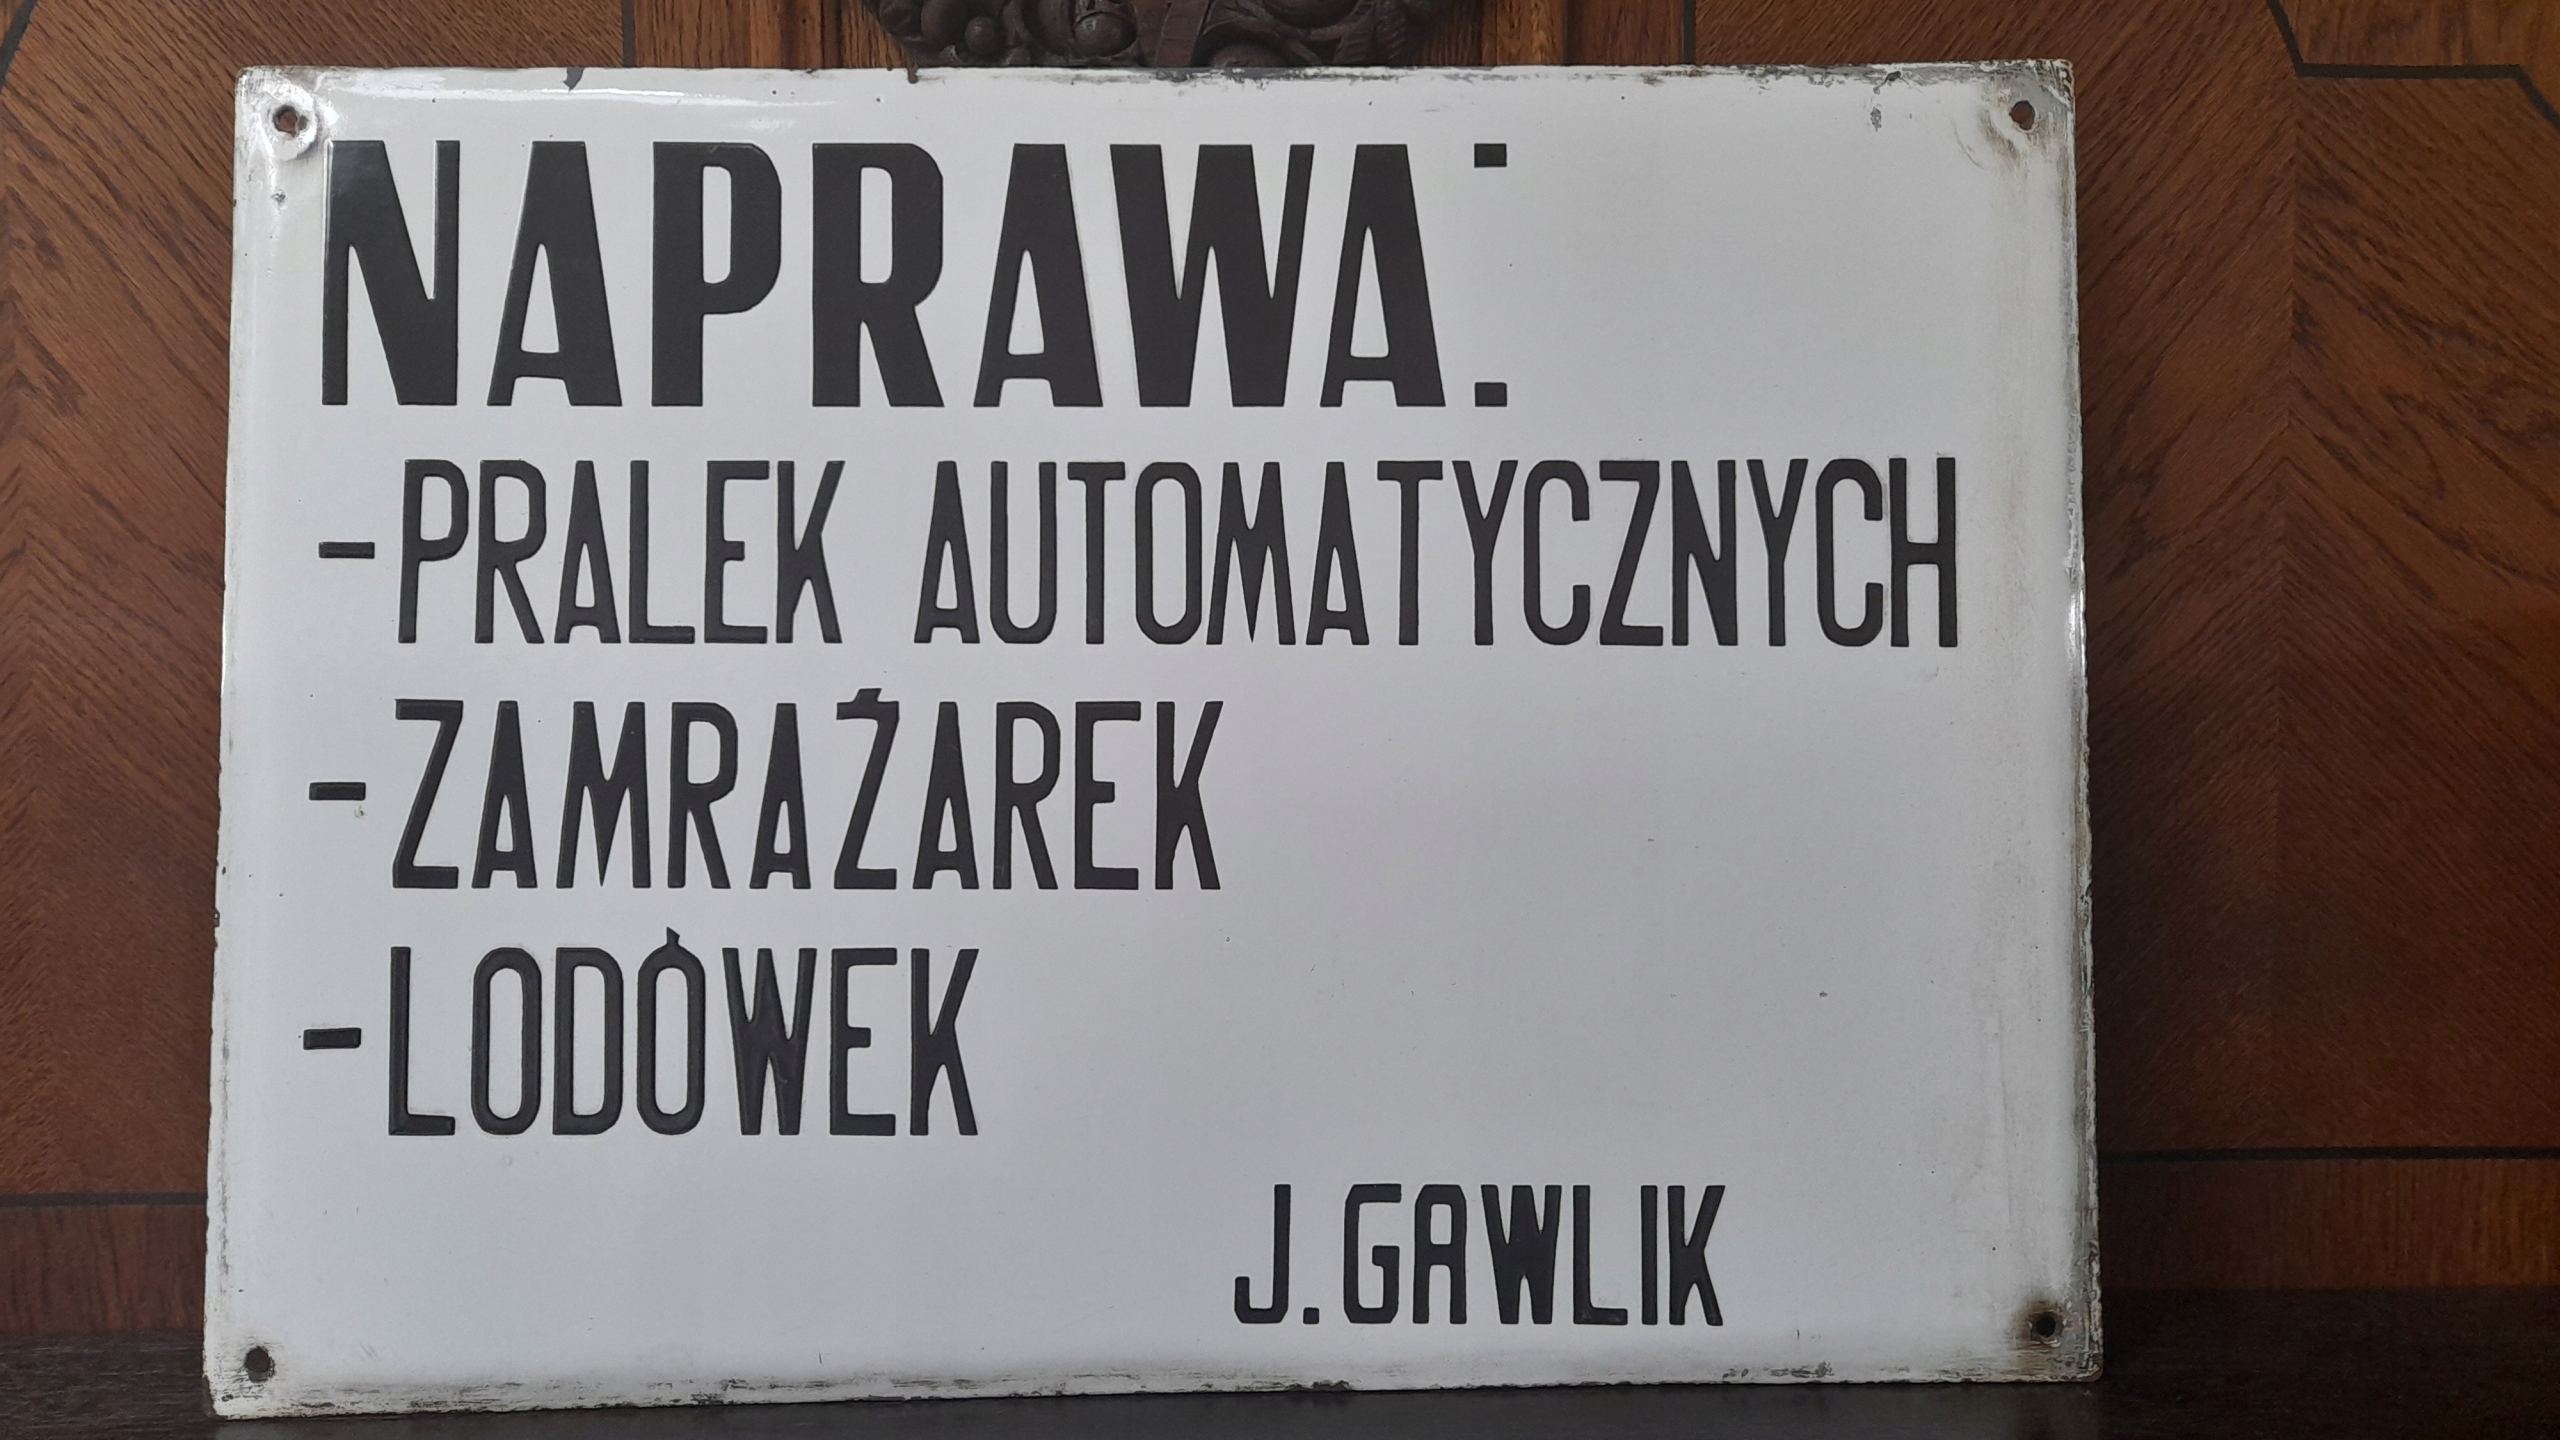 NAPRAWA:
-PRALEK AUTOMATYCZNYCH
-ZAMRAŻAREK
-LODÓWEK
J.GAWLIK